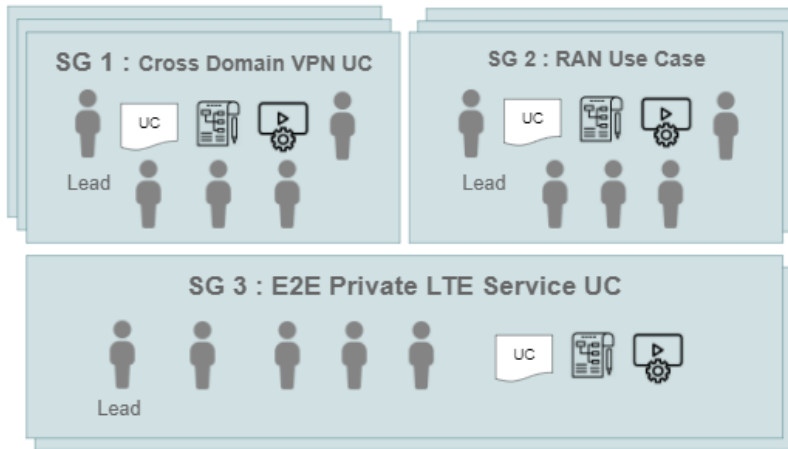 SG 1 : Cross Domain VPN UC
UC
Lead
SG 2 : RAN Use Case
UC
Lead
SG 3 : E2E Private LTE Service UC
UC
Lead